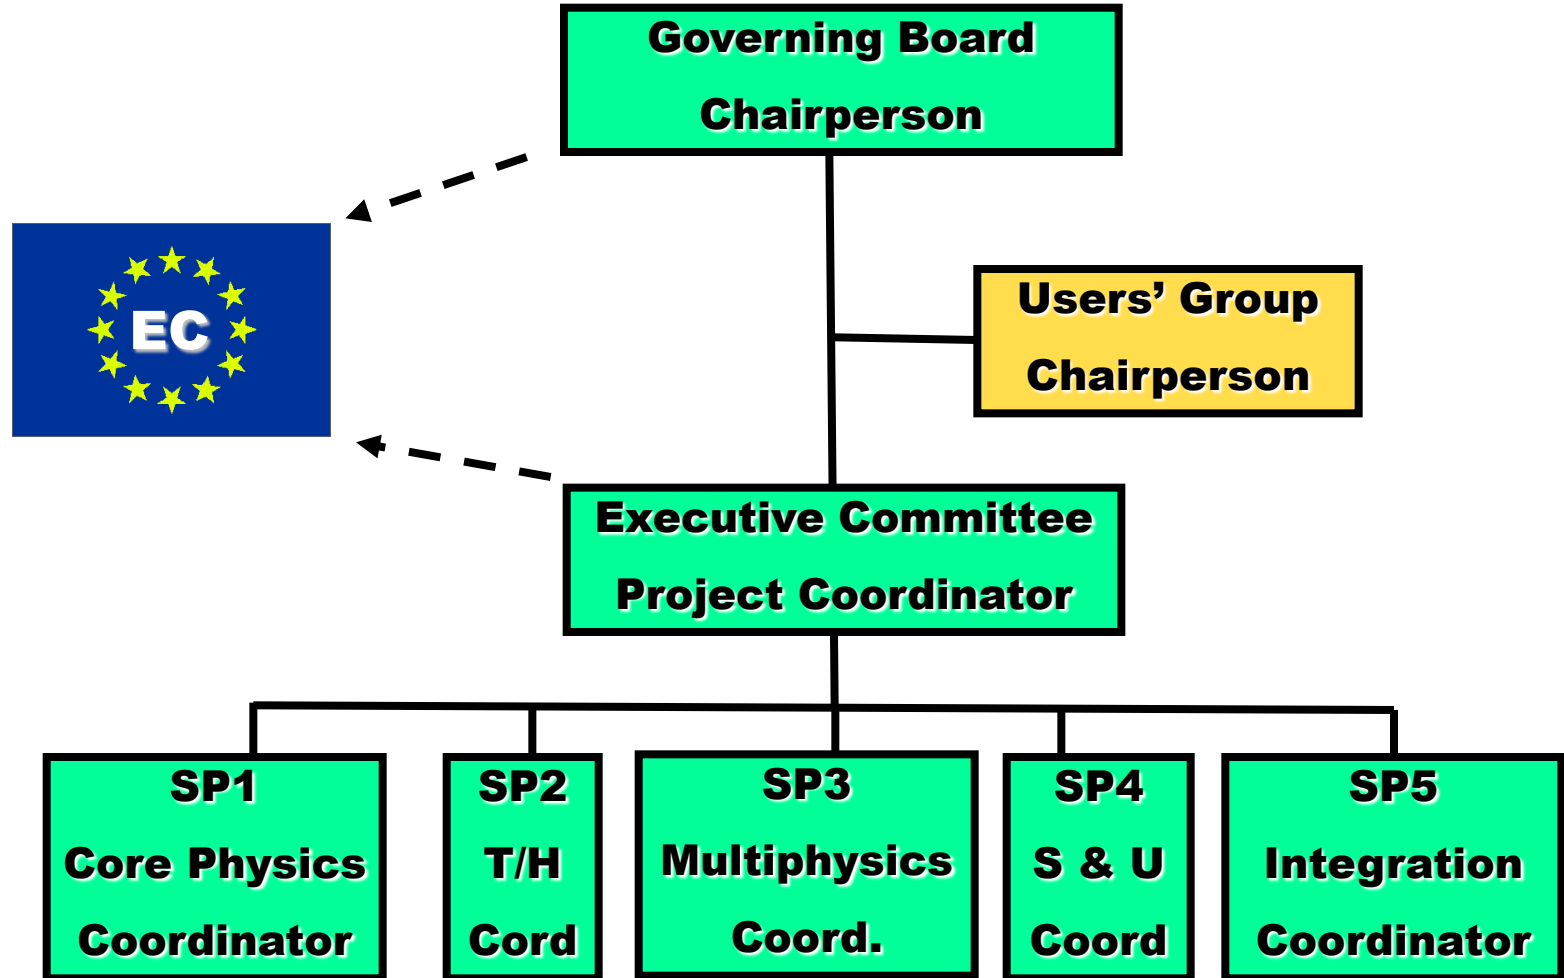 Governing Board
Chairperson
EC
Users’ Group
Chairperson
Executive Committee
Project Coordinator
SP1
Core Physics
Coordinator
SP2
T/H
Cord
SP3
Multiphysics
Coord.
SP4
S & U
Coord
SP5
Integration
Coordinator